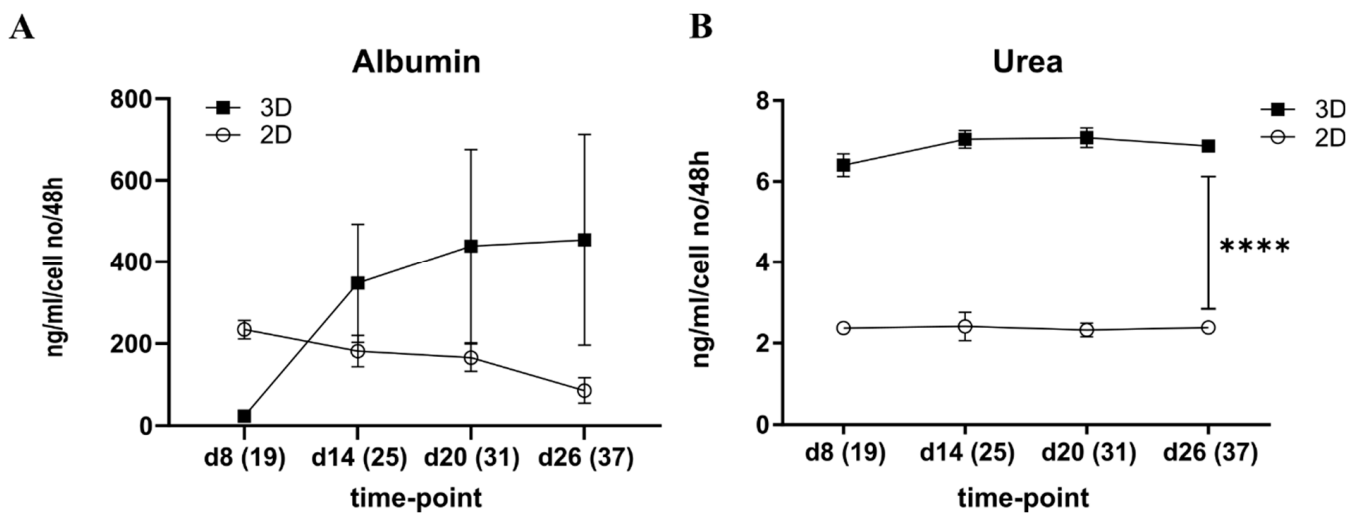 A
Albumin
3D
2D
800
600
400
200
0
ng/ml/cell no/48h
d8 (19)
d14 (25)
d20 (31)
d26 (37)
time-point
B
Urea
3D
2D
8
6
4
2
0
ng/ml/cell no/48h
****
d8 (19)
d14 (25)
d20 (31)
d26 (37)
time-point